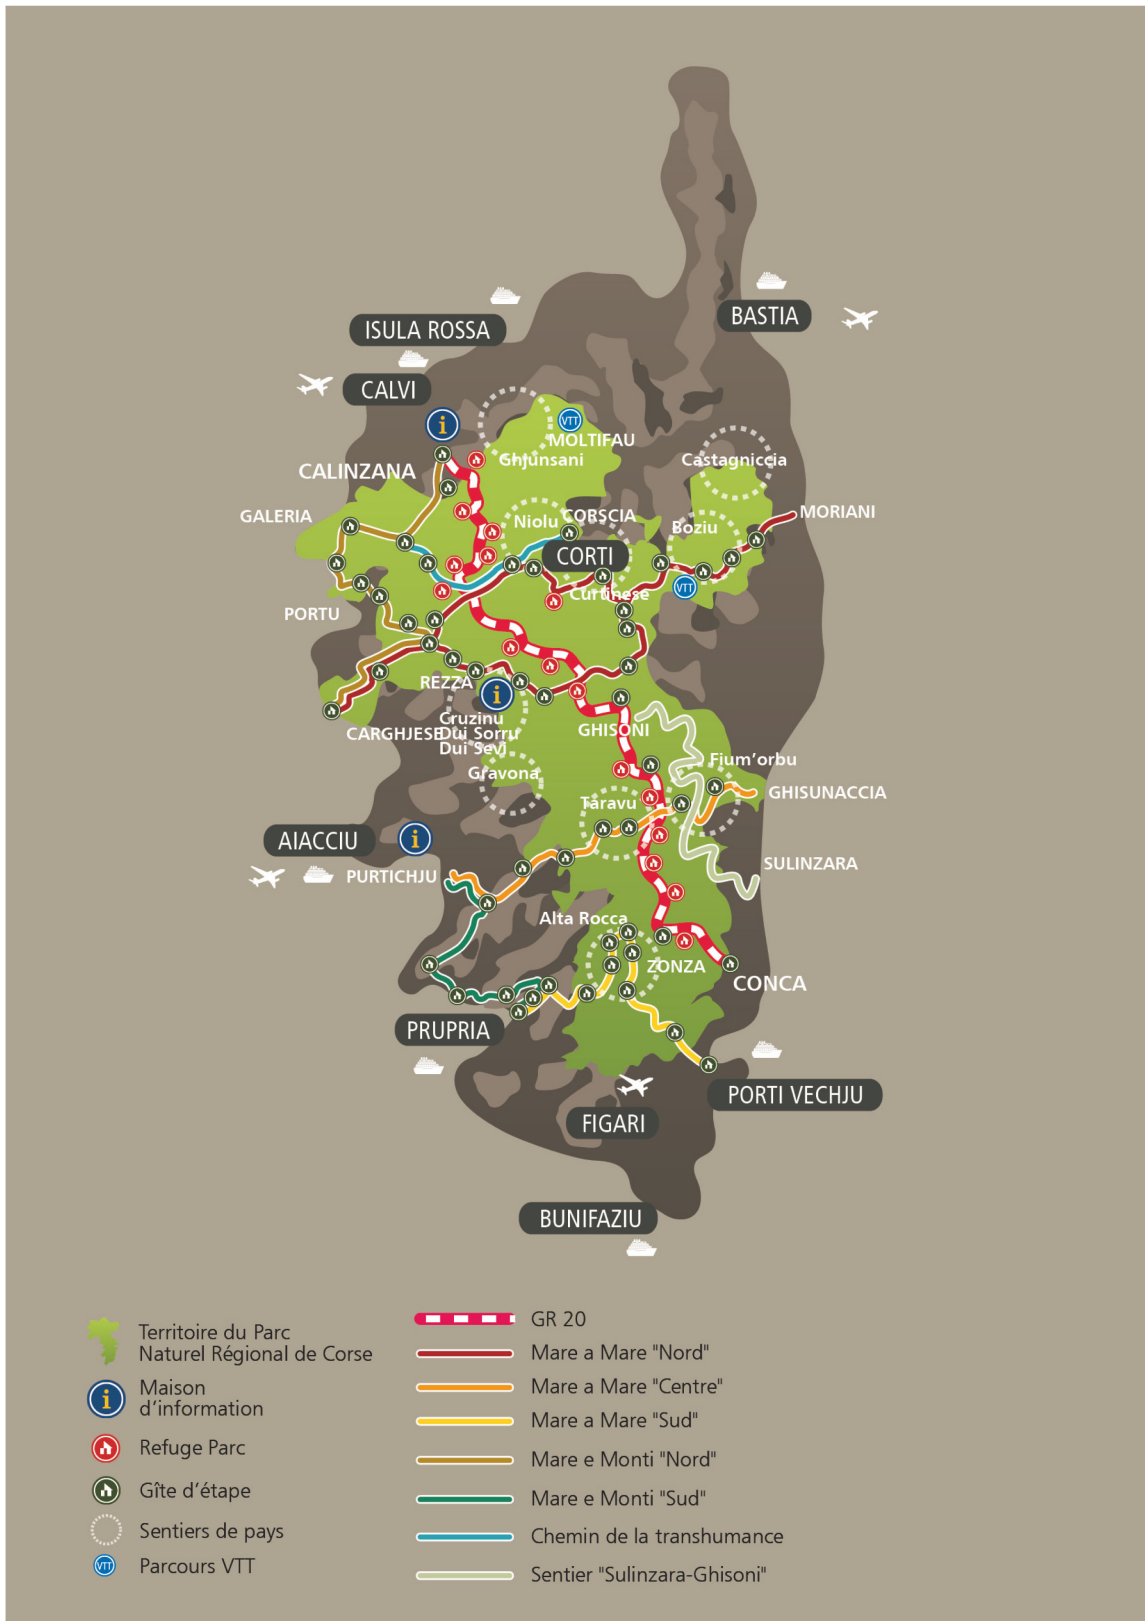 BASTIA
ISULA ROSSA
CALVI
MOLTIFAU
Ghjunsani
Castagniccia
CALINZANA
GALERIA
Niolu
CORSCIA
Boziu
MORIANI
CORTI
VTT
VTT
Curtinese
PORTU
REZZA
CARGHJESE
Cruzinu
Dui Sorru
Dui Sevi
GHISONI
Gravona
Fium'orbu
Taravu
GHISUNACCIA
AIACCIU
PURTICHJU
SULINZARA
Alta Rocca
ZONZA
CONCA
PRUPRIA
PORTI VECHJU
FIGARI
BUNIFAZIU
Territoire du Parc
Naturel Régional de Corse
Maison
d'information
Refuge Parc
Gîte d'étape
Sentiers de pays
VTT
Parcours VTT
GR 20
Mare a Mare "Nord"
Mare a Mare "Centre"
Mare a Mare "Sud"
Mare e Monti "Nord"
Mare e Monti "Sud"
Chemin de la transhumance
Sentier "Sulinzara-Ghisoni"